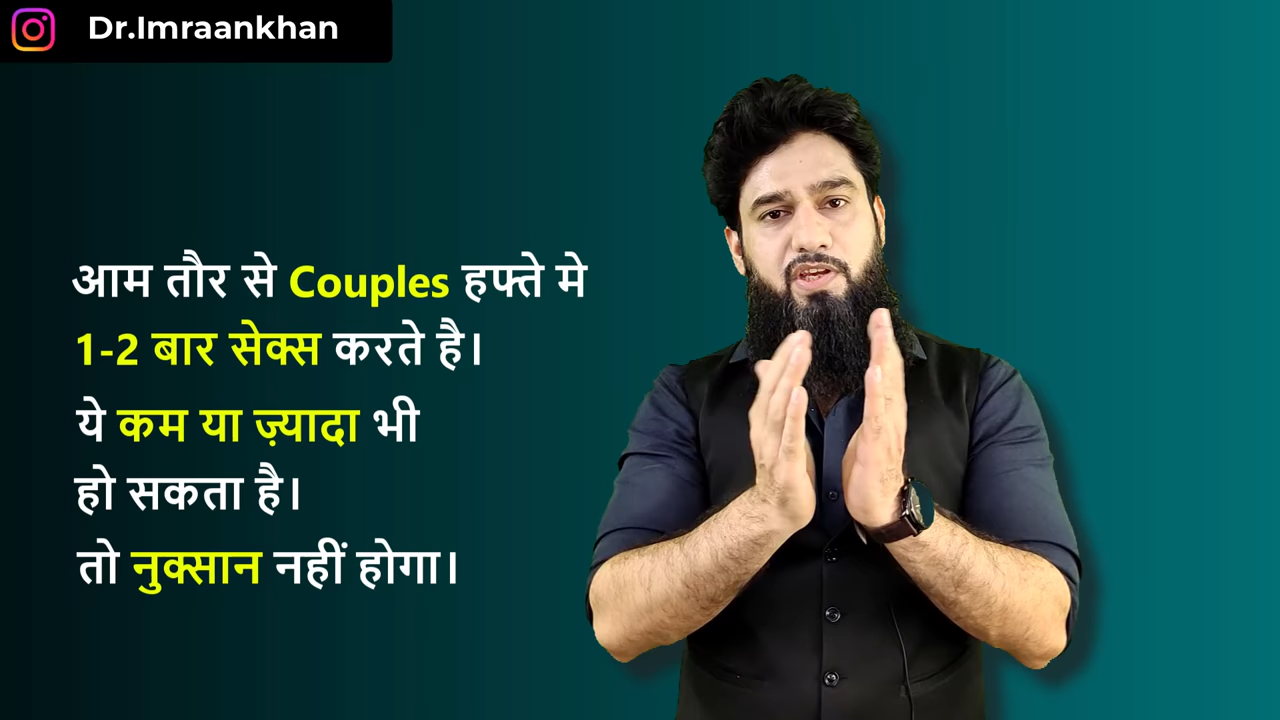 Dr.Imraankhan
आम तौर से Couples हफ्ते मे
1-2 बार सेक्स करते है।
ये कम या ज़्यादा भी
हो सकता है।
तो नुक्सान नहीं होगा।